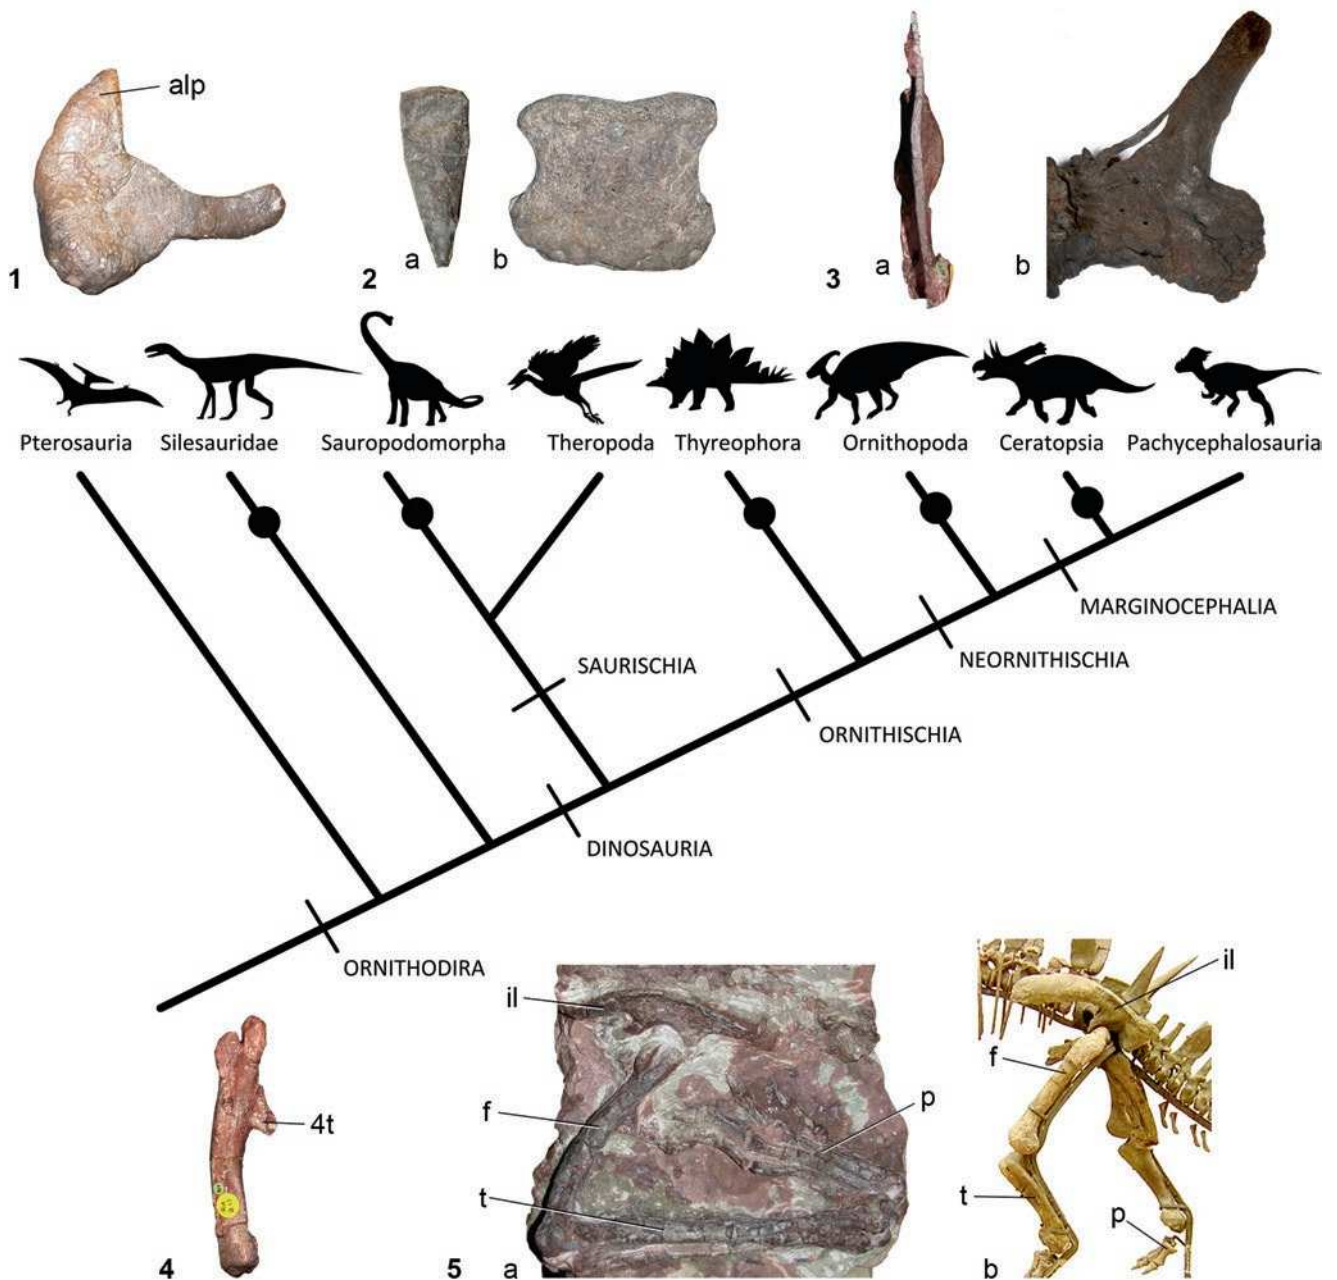 alp
1
2
a
b
3
a
b
Pterosauria Silesauridae Sauropodomorpha Theropoda Thyreophora Ornithopoda Ceratopsia Pachycephalosauria
MARGINOCEPHALIA
NEORNITHISCHIA
SAURISCHIA
ORNITHISCHIA
DINOSAURIA
ORNITHODIRA
4t
4
il
f
p
t
5
a
il
f
t
p
b